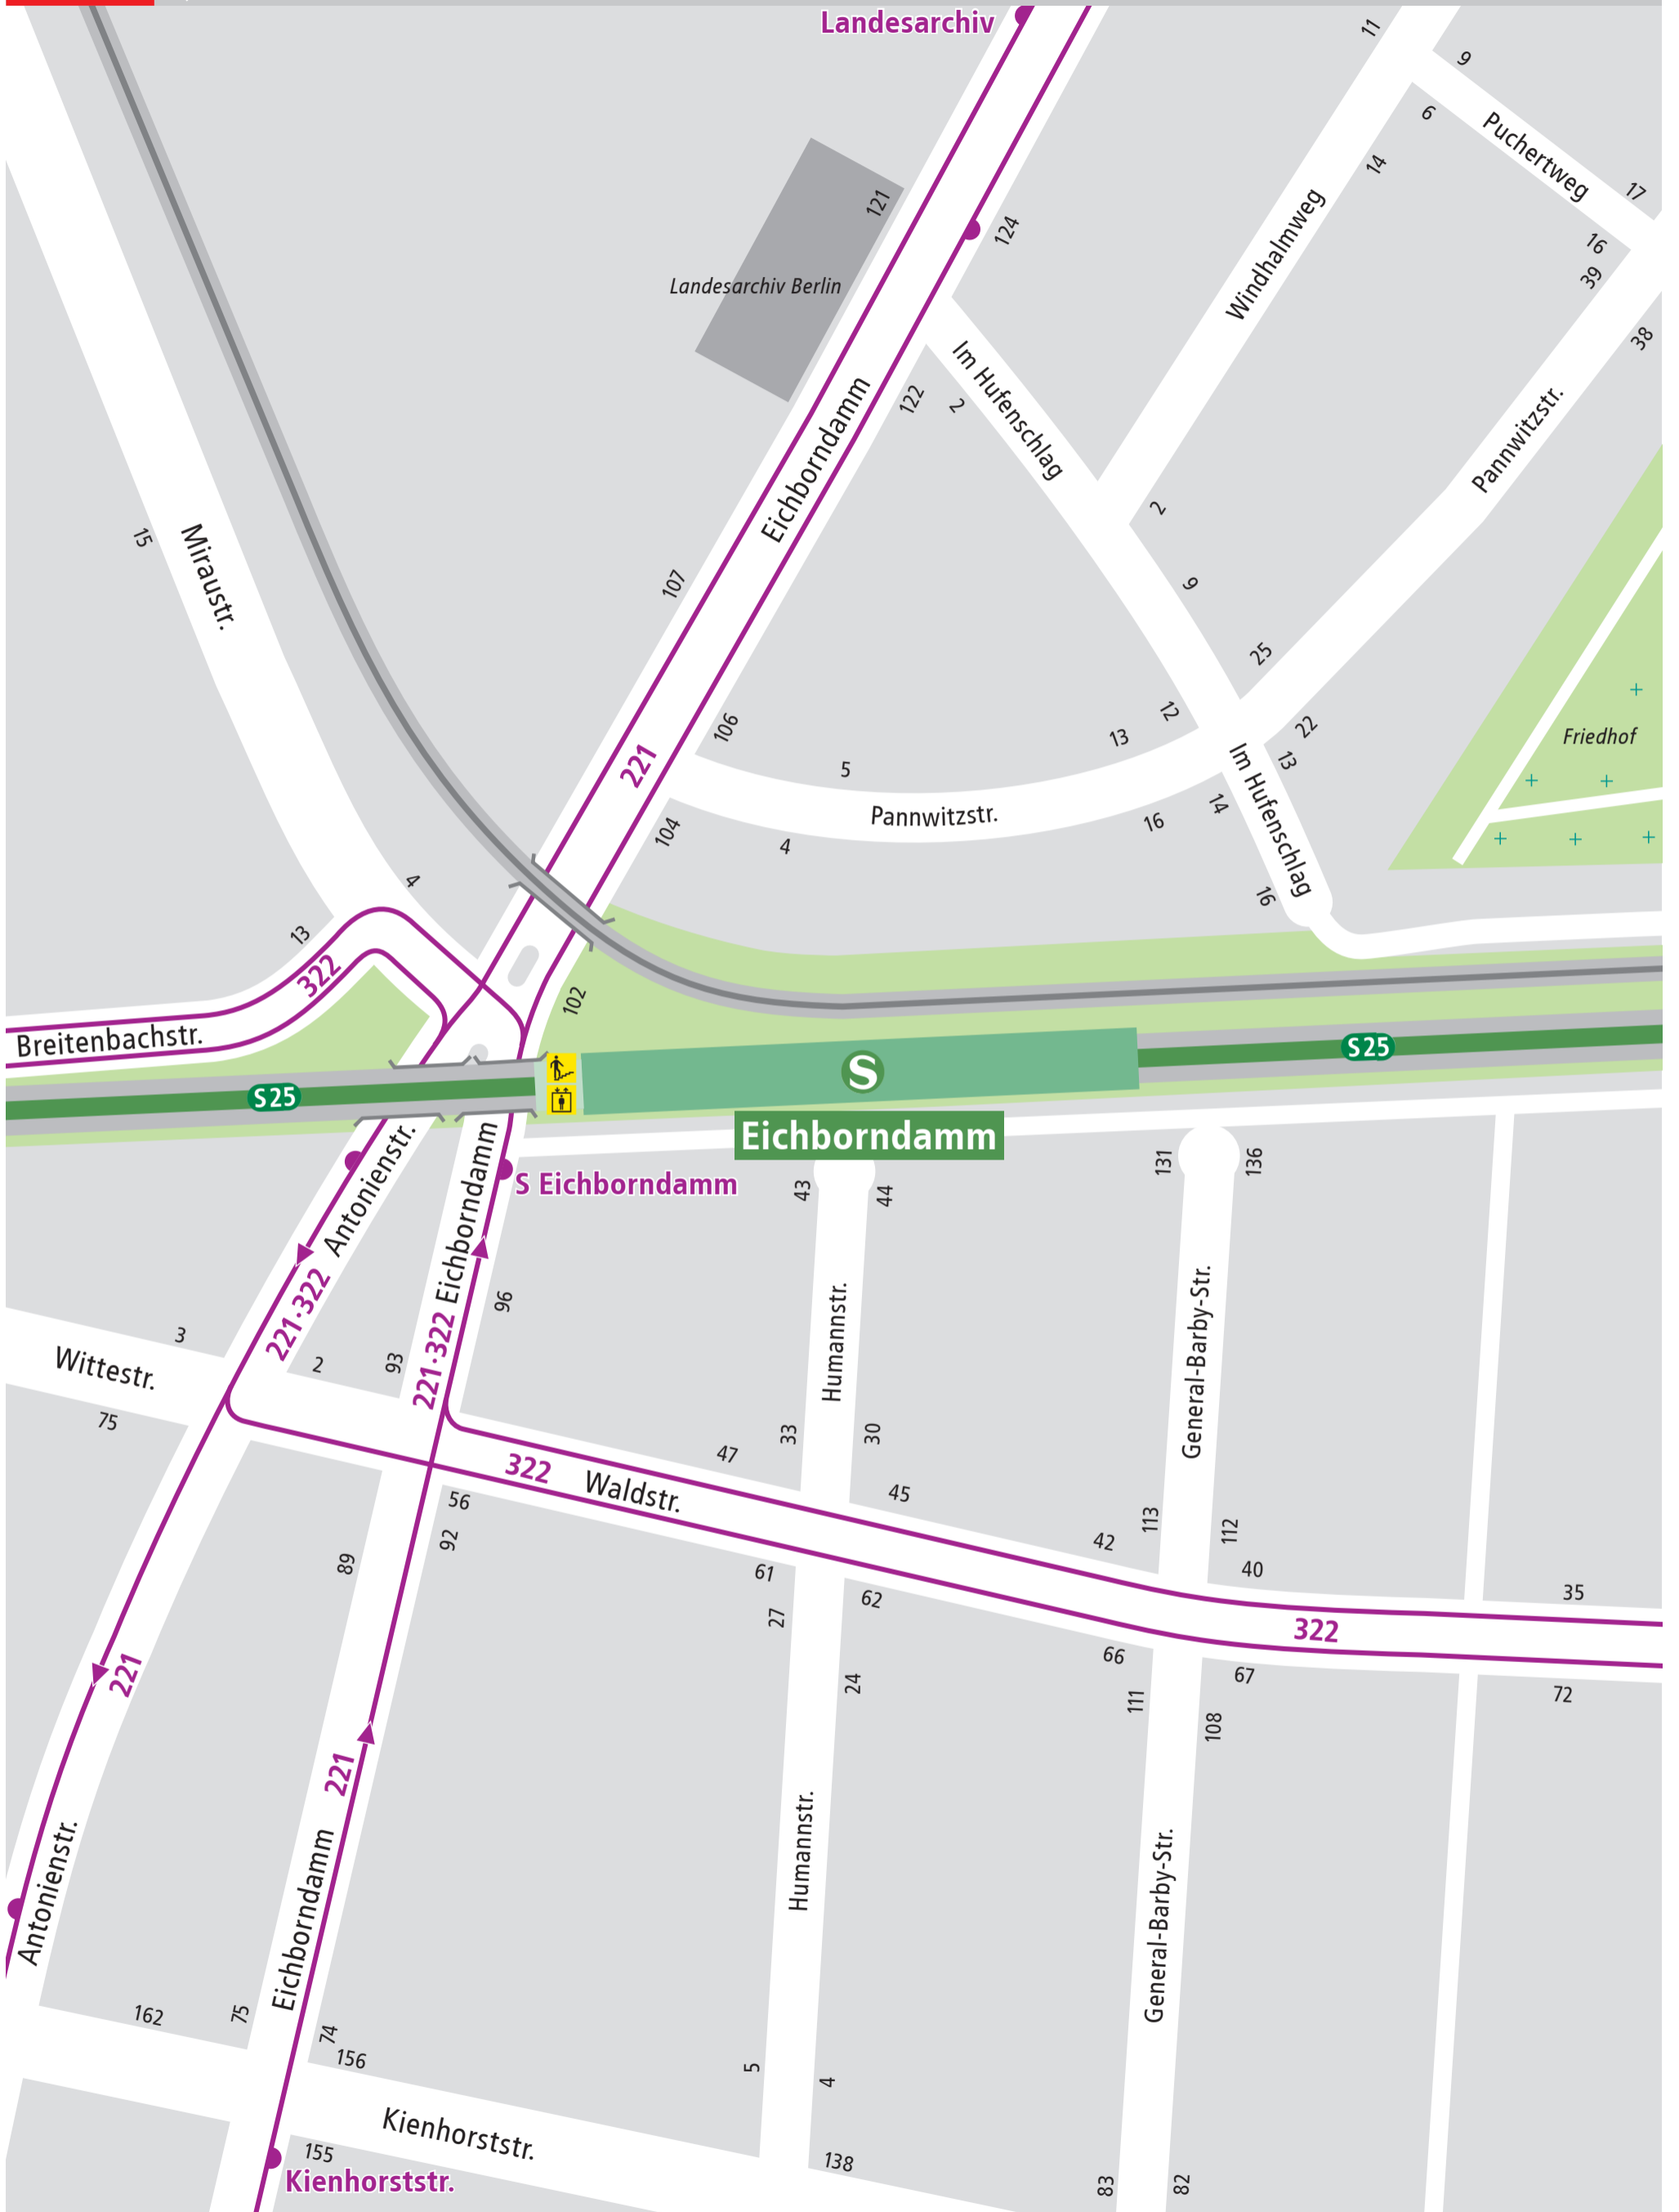 Landesarchiv
11
9
6
Puchertweg
14
17
16
39
121
124
Windhalmweg
Landesarchiv Berlin
38
Im Hufenschlag
122
2
Eichborndamm
Pannwitzstr.
15
Miraustr.
2
107
9
25
12
22
106
13
13
Friedhof
221
5
Im Hufenschlag
Pannwitzstr.
14
16
104
4
4
16
13
322
102
Breitenbachstr.
S25
S
S25
Eichborndamm
Antonienstr.
Eichborndamm
S Eichborndamm
131
136
43
44
221·322
96
Humannstr.
General-Barby-Str.
3
2
93
221·322
Wittestr.
75
33
30
47
322
Waldstr.
45
56
92
113
112
42
40
89
61
62
35
27
322
66
67
221
24
111
72
108
221
Antonienstr.
Eichborndamm
Humannstr.
General-Barby-Str.
162
75
74
156
5
4
Kienhorststr.
155
138
Kienhorststr.
83
82